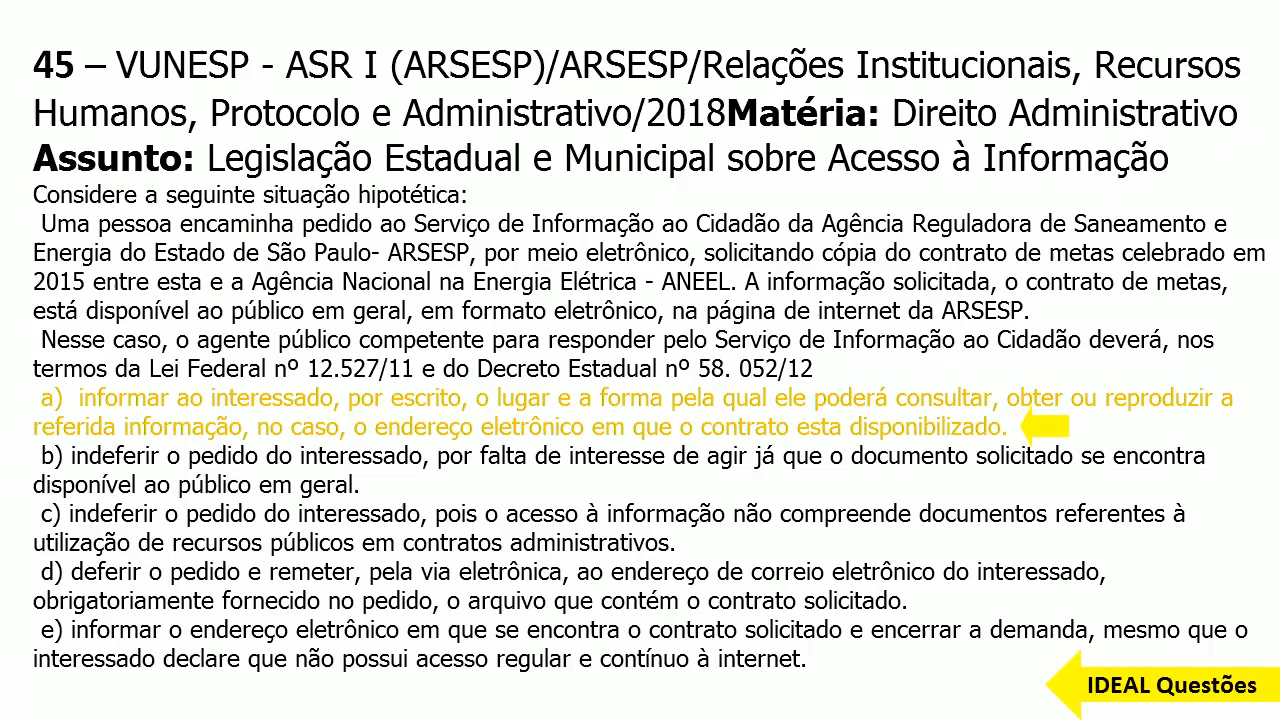 45 – VUNESP - ASR I (ARSESP)/ARSESP/Relações Institucionais, Recursos
Humanos, Protocolo e Administrativo/2018Matéria: Direito Administrativo
Assunto: Legislação Estadual e Municipal sobre Acesso à Informação
Considere a seguinte situação hipotética:
Uma pessoa encaminha pedido ao Serviço de Informação ao Cidadão da Agência Reguladora de Saneamento e
Energia do Estado de São Paulo- ARSESP, por meio eletrônico, solicitando cópia do contrato de metas celebrado em
2015 entre esta e a Agência Nacional na Energia Elétrica - ANEEL. A informação solicitada, o contrato de metas,
está disponível ao público em geral, em formato eletrônico, na página de internet da ARSESP.
Nesse caso, o agente público competente para responder pelo Serviço de Informação ao Cidadão deverá, nos
termos da Lei Federal nº 12.527/11 e do Decreto Estadual nº 58. 052/12
a) informar ao interessado, por escrito, o lugar e a forma pela qual ele poderá consultar, obter ou reproduzir a
referida informação, no caso, o endereço eletrônico em que o contrato esta disponibilizado.
b) indeferir o pedido do interessado, por falta de interesse de agir já que o documento solicitado se encontra
disponível ao público em geral.
c) indeferir o pedido do interessado, pois o acesso à informação não compreende documentos referentes à
utilização de recursos públicos em contratos administrativos.
d) deferir o pedido e remeter, pela via eletrônica, ao endereço de correio eletrônico do interessado,
obrigatoriamente fornecido no pedido, o arquivo que contém o contrato solicitado.
e) informar o endereço eletrônico em que se encontra o contrato solicitado e encerrar a demanda, mesmo que o
interessado declare que não possui acesso regular e contínuo à internet.
IDEAL Questões